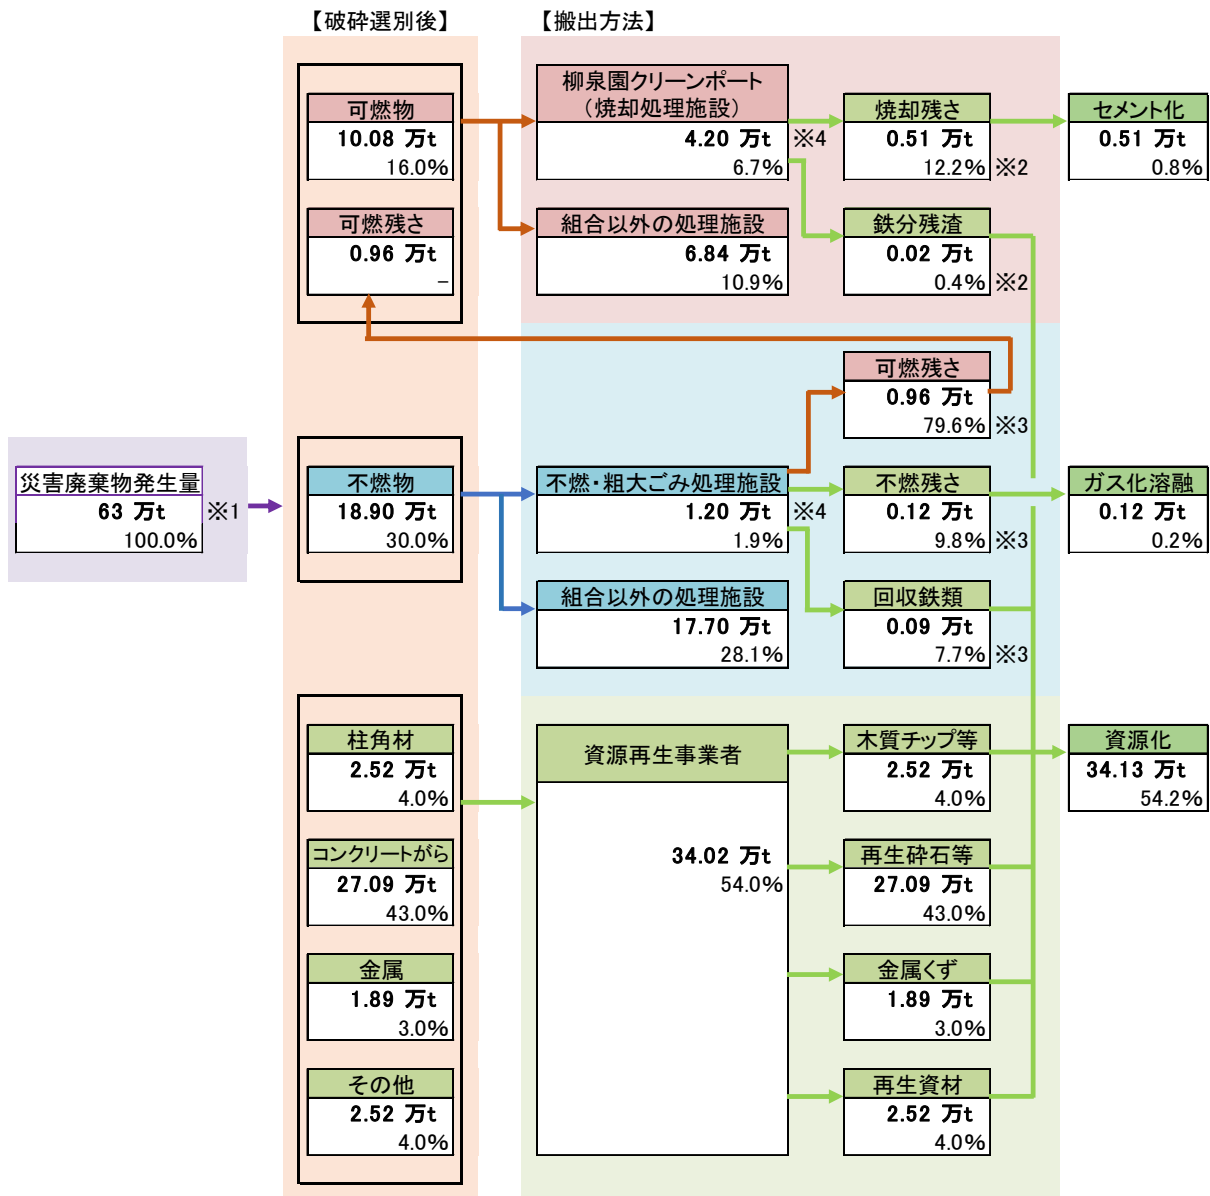 【破砕選別後】
【搬出方法】
災害廃棄物発生量
63 万t
※1
100.0%
可燃物
10.08 万t
16.0%
可燃残さ
0.96 万t
–
不燃物
18.90 万t
30.0%
柱角材
2.52 万t
4.0%
コンクリートがら
27.09 万t
43.0%
金属
1.89 万t
3.0%
その他
2.52 万t
4.0%
柳泉園クリーンポート
（焼却処理施設）
4.20 万t
※4
6.7%
組合以外の処理施設
6.84 万t
10.9%
不燃・粗大ごみ処理施設
1.20 万t
※4
1.9%
組合以外の処理施設
17.70 万t
28.1%
資源再生事業者
34.02 万t
54.0%
焼却残さ
0.51 万t
12.2% ※2
鉄分残渣
0.02 万t
0.4% ※2
可燃残さ
0.96 万t
79.6% ※3
不燃残さ
0.12 万t
9.8% ※3
回収鉄類
0.09 万t
7.7% ※3
木質チップ等
2.52 万t
4.0%
再生砕石等
27.09 万t
43.0%
金属くず
1.89 万t
3.0%
再生資材
2.52 万t
4.0%
セメント化
0.51 万t
0.8%
ガス化溶融
0.12 万t
0.2%
資源化
34.13 万t
54.2%